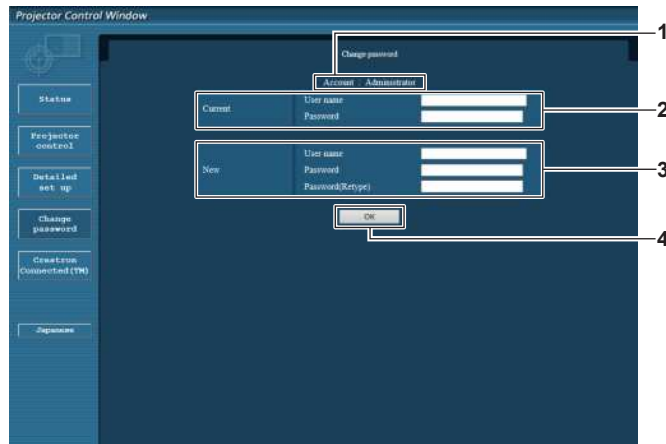 Projector Control Window
Change password
Account Administrator
Current
User name
Password
New
User name
Password
Password(Retype)
OK
Status
Projector
control
Detailed
set up
Change
password
Crestron
Connected(TM)
Japanese
1
2
3
4